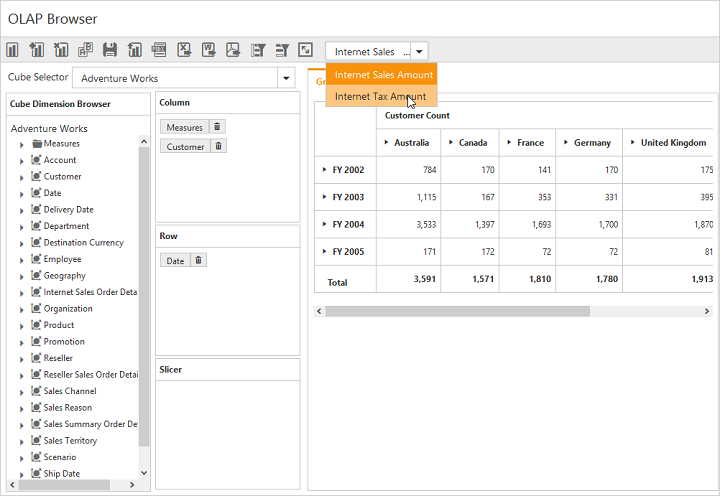 OLAP Browser
Internet Sales ...
Cube Selector
Adventure Works
Internet Sales Amount
Internet Tax Amount
Cube Dimension Browser
Adventure Works
Measures
Account
Customer
Date
Delivery Date
Department
Destination Currency
Employee
Geography
Internet Sales Order Deta
Organization
Product
Promotion
Reseller
Reseller Sales Order Detai
Sales Channel
Sales Reason
Sales Summary Order De
Sales Territory
Scenario
Ship Date
Column
Measures
Customer
Row
Date
Slicer
Customer Count
Australia Canada France Germany United Kingdom
FY 2002 784 170 141 170 175
FY 2003 1,115 167 353 331 395
FY 2004 3,533 1,397 1,693 1,700 1,870
FY 2005 171 172 72 72 81
Total 3,591 1,571 1,810 1,780 1,913